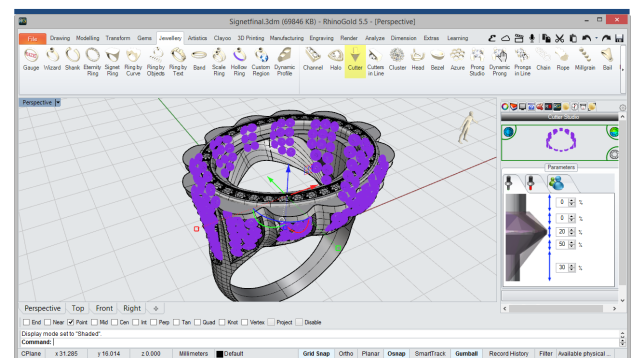 Signetfinal.3dm (69846 KB) - RhinoGold 5.5 - [Perspective]
File Drawing Modelling Transform Gems Jewellery Artistics Clayoo 3D Printing Manufacturing Engraving Render Analyze Dimension Extras Learning
Gauge Wizard Shank Eternity Ring Signet Ring Ring by Curve Ring by Objects Ring by Text Band Scale Ring Hollow Ring Custom Region Dynamic Profile Channel Halo Cutter Cutters in Line Cluster Head Bezel Azure Prong Studio Dynamic Prong Prongs in Line Chain Rope Millgrain Bail
Perspective
Cutter Studio
Parameters
0 %
0 %
20 %
50 %
30 %
Perspective Top Front Right
End Near Point Mid Cen Int Perp Tan Quad Knot Vertex Project Disable
Display mode set to "Shaded".
Command:
CPlane x 31.285 y 16.014 z 0.000 Millimeters Default Grid Snap Ortho Planar Osnap SmartTrack Gumball Record History Filter Available physical ...